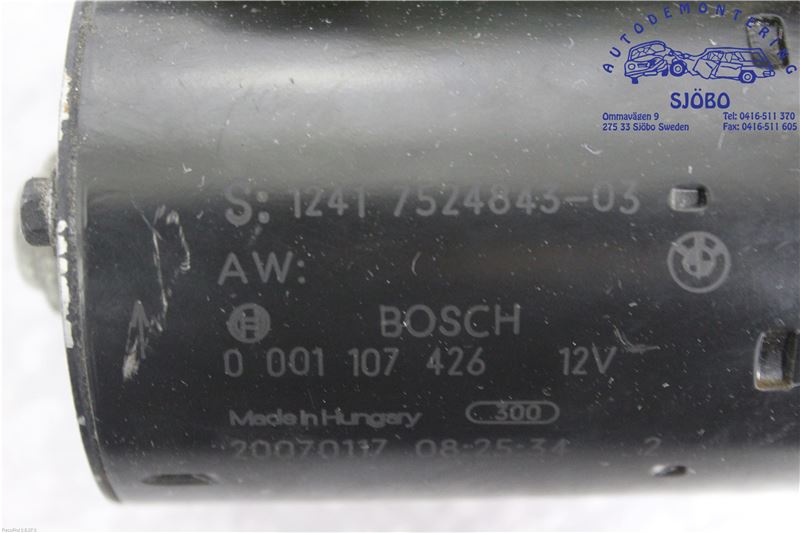 AUTODEMONTERING
SJÖBO
Ommavägen 9 Tel: 0416-511 370
275 33 Sjöbo Sweden Fax: 0416-511 605
S: 1241 7524843-03
AW:
BOSCH
0 001 107 426 12V
Made in Hungary 300
20070117 08:25:34 2